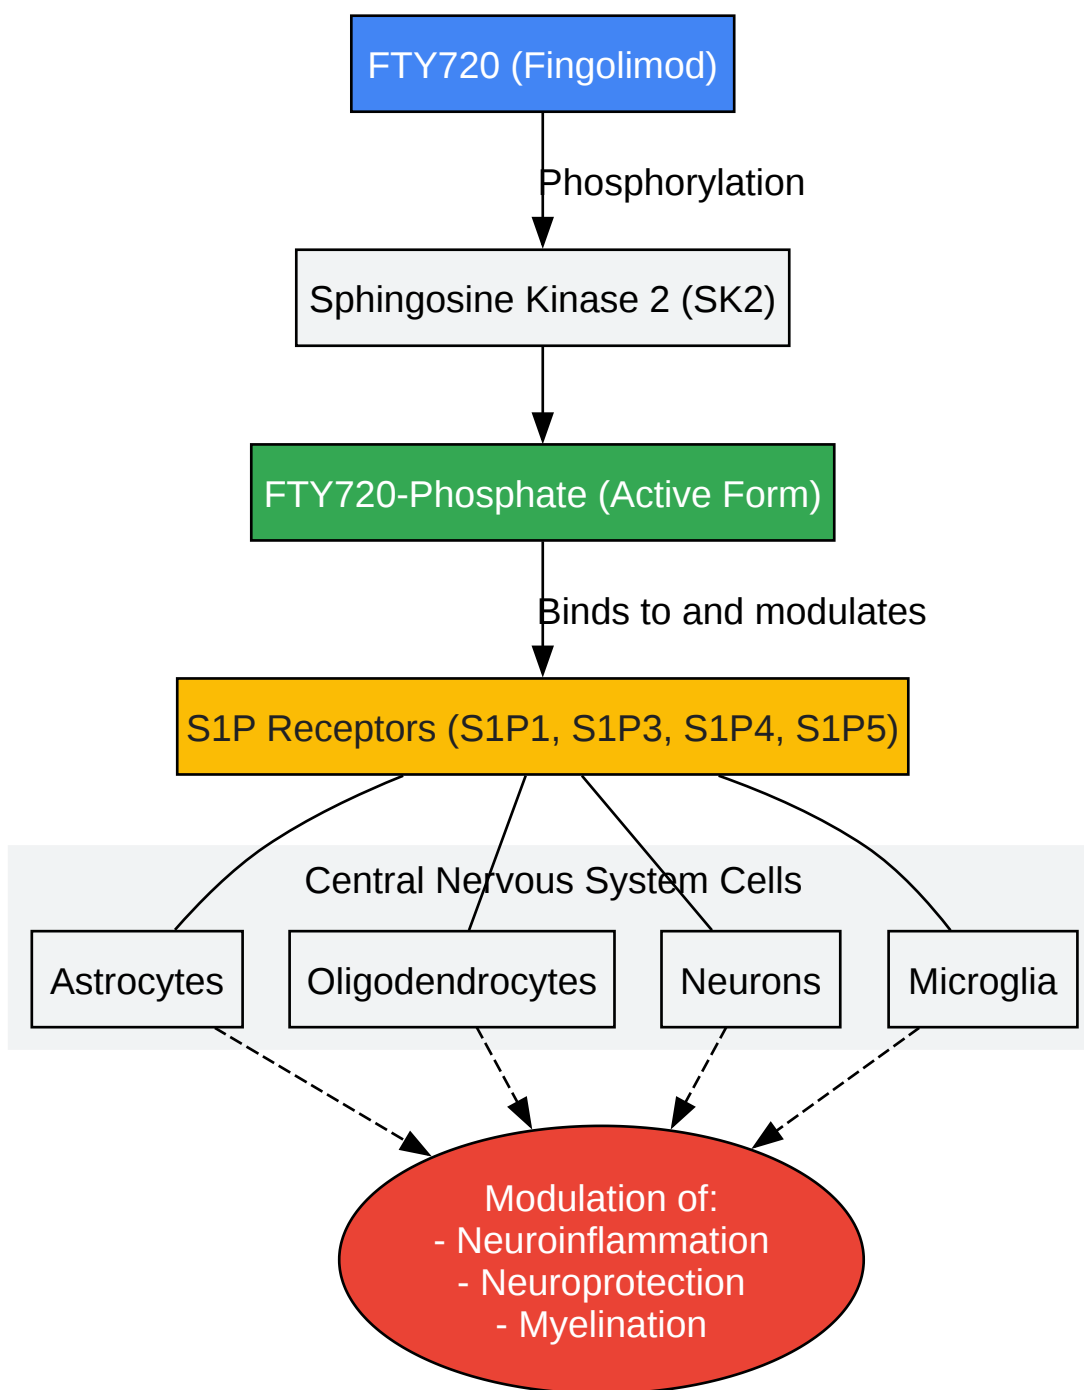 FTY720 (Fingolimod)
Phosphorylation
Sphingosine Kinase 2 (SK2)
FTY720-Phosphate (Active Form)
Binds to and modulates
S1P Receptors (S1P1, S1P3, S1P4, S1P5)
Central Nervous System Cells
Astrocytes
Oligodendrocytes
Neurons
Microglia
Modulation of:
- Neuroinflammation
- Neuroprotection
- Myelination